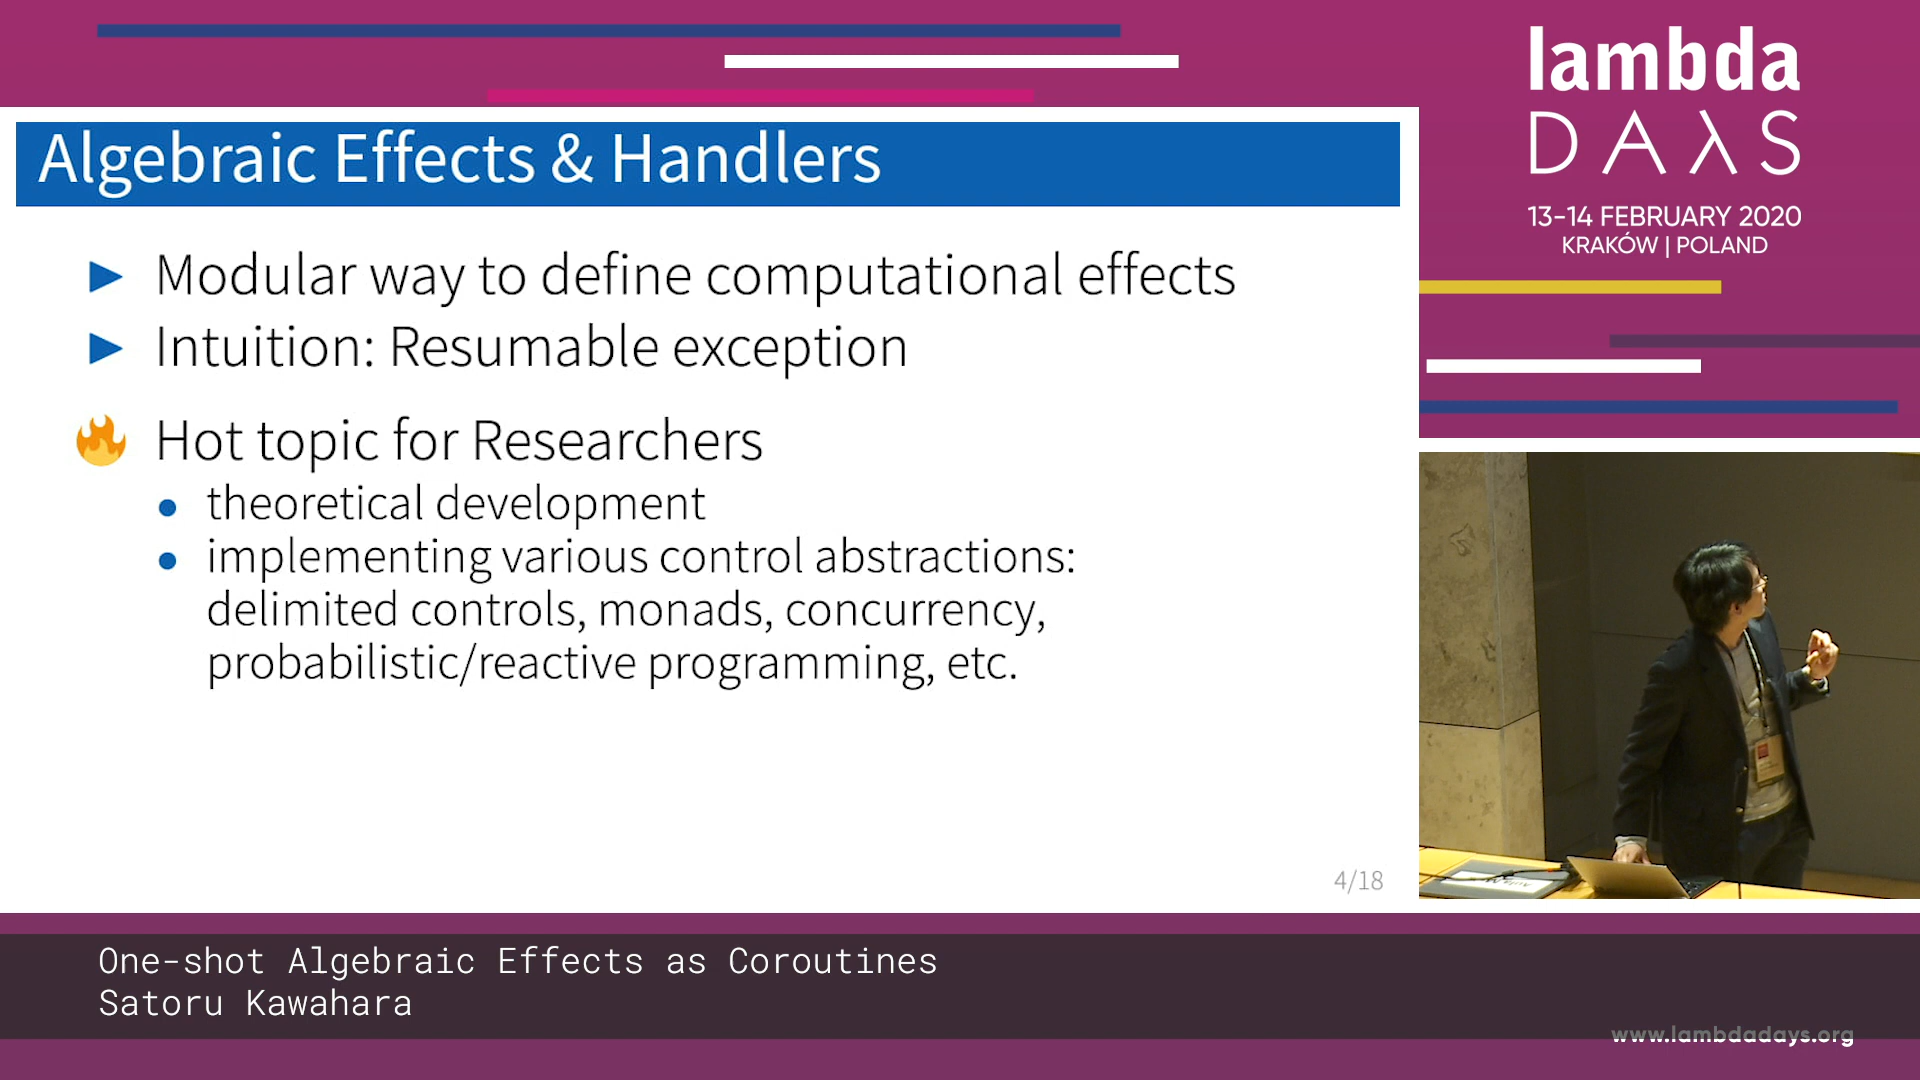 lambda
DAλS
13-14 FEBRUARY 2020
KRAKÓW | POLAND
Algebraic Effects & Handlers
Modular way to define computational effects
Intuition: Resumable exception
Hot topic for Researchers
theoretical development
implementing various control abstractions:
delimited controls, monads, concurrency,
probabilistic/reactive programming, etc.
4/18
One-shot Algebraic Effects as Coroutines
Satoru Kawahara
www.lambdadays.org